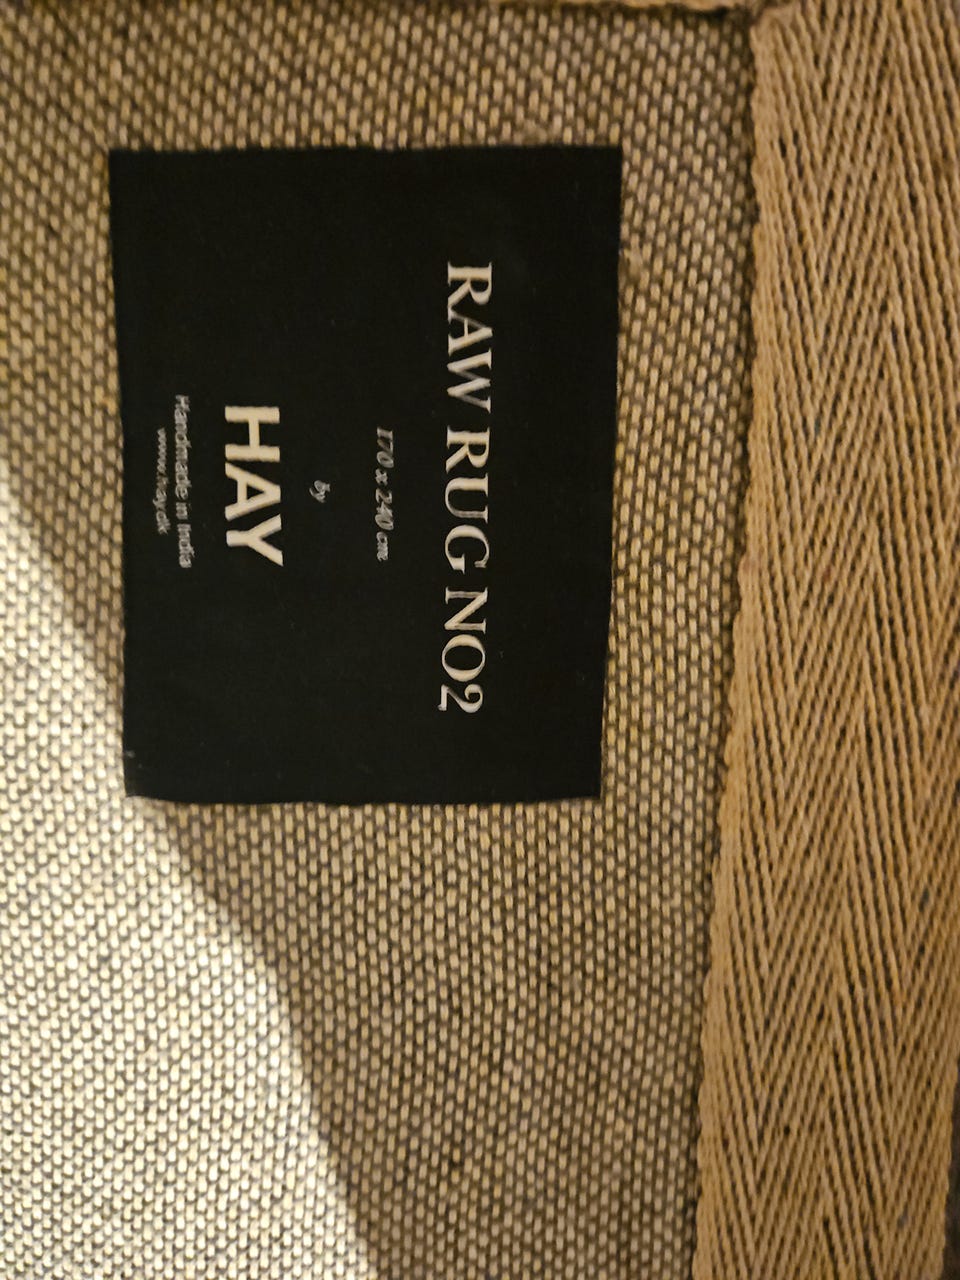 RAW RUG NO2
170 x 240 cm
by
HAY
Handmade in India
www.hay.dk